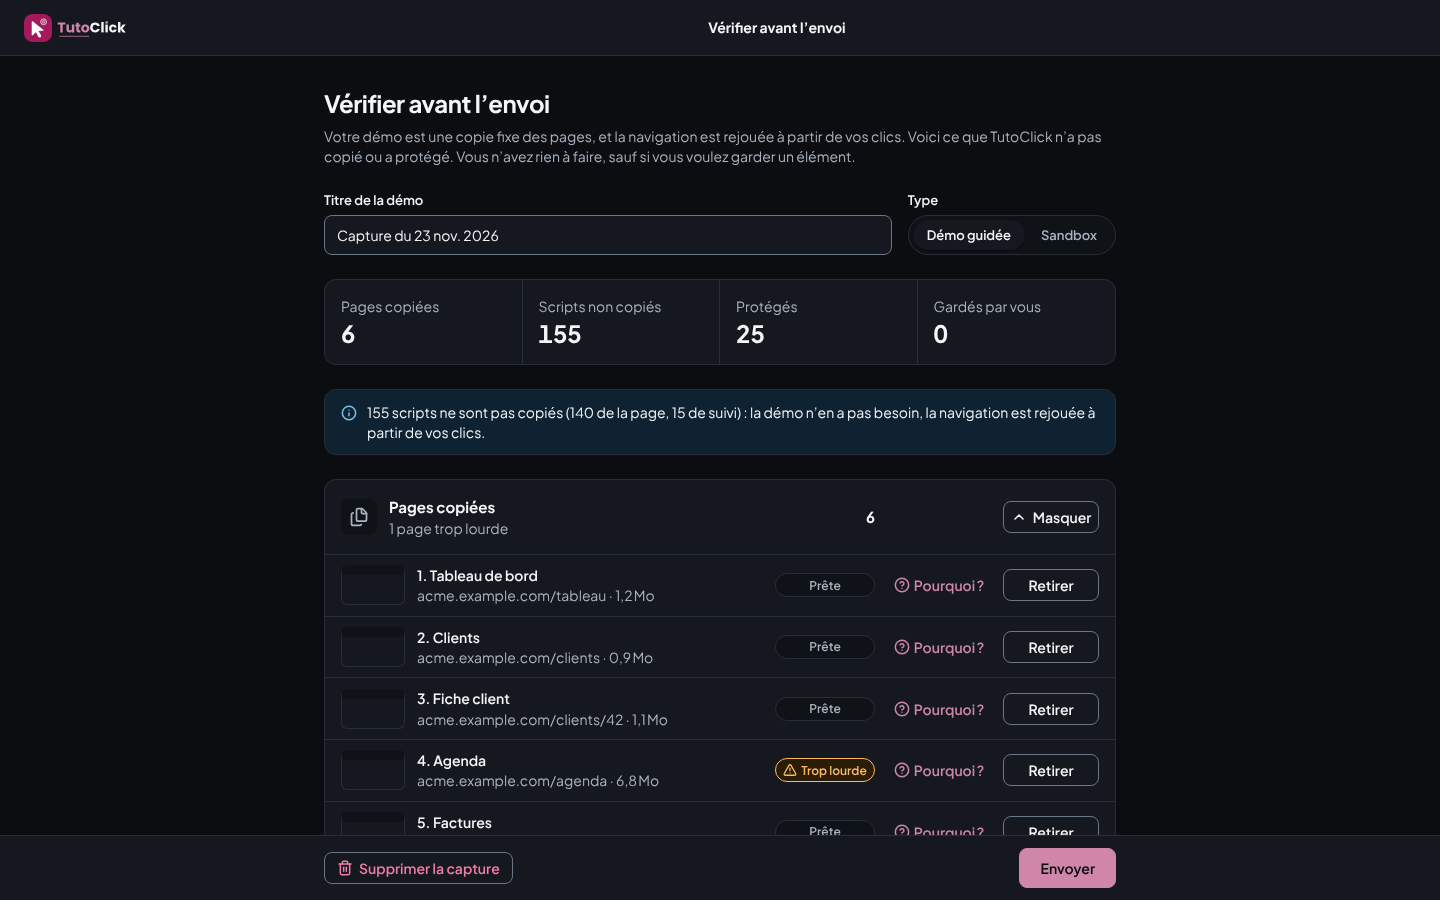 TutoClick
Vérifier avant l’envoi
Vérifier avant l’envoi
Votre démo est une copie fixe des pages, et la navigation est rejouée à partir de vos clics. Voici ce que TutoClick n’a pas
copié ou a protégé. Vous n’avez rien à faire, sauf si vous voulez garder un élément.
Titre de la démo
Type
Capture du 23 nov. 2026
Démo guidée
Sandbox
Pages copiées
Scripts non copiés
Protégés
Gardés par vous
6
155
25
0
155 scripts ne sont pas copiés (140 de la page, 15 de suivi) : la démo n’en a pas besoin, la navigation est rejouée à
partir de vos clics.
Pages copiées
1 page trop lourde
6
Masquer
1. Tableau de bord
acme.example.com/tableau · 1,2 Mo
Prête
Pourquoi ?
Retirer
2. Clients
acme.example.com/clients · 0,9 Mo
Prête
Pourquoi ?
Retirer
3. Fiche client
acme.example.com/clients/42 · 1,1 Mo
Prête
Pourquoi ?
Retirer
4. Agenda
acme.example.com/agenda · 6,8 Mo
Trop lourde
Pourquoi ?
Retirer
5. Factures
Prête
Pourquoi ?
Retirer
Supprimer la capture
Envoyer